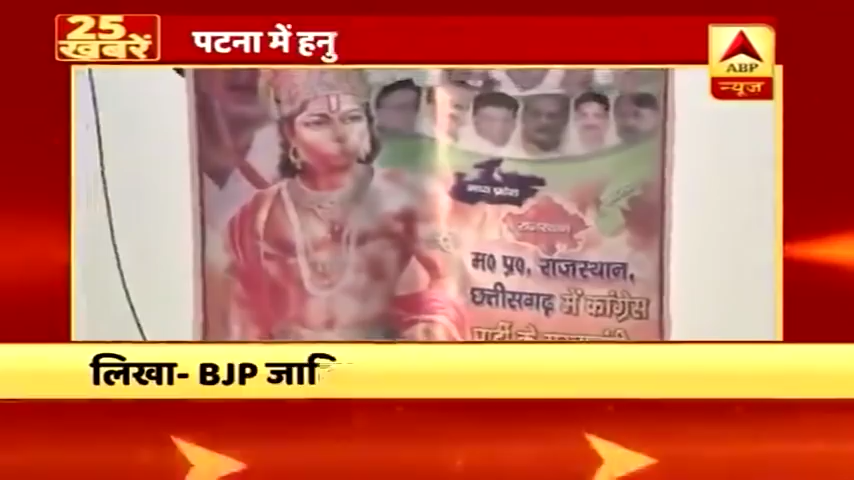 25
खबरें
पटना में हनु
ABP
न्यूज़
मध्य प्रदेश
राजस्थान
म० प्र०, राजस्थान,
छत्तीसगढ़ में कांग्रेस
लिखा- BJP जाति